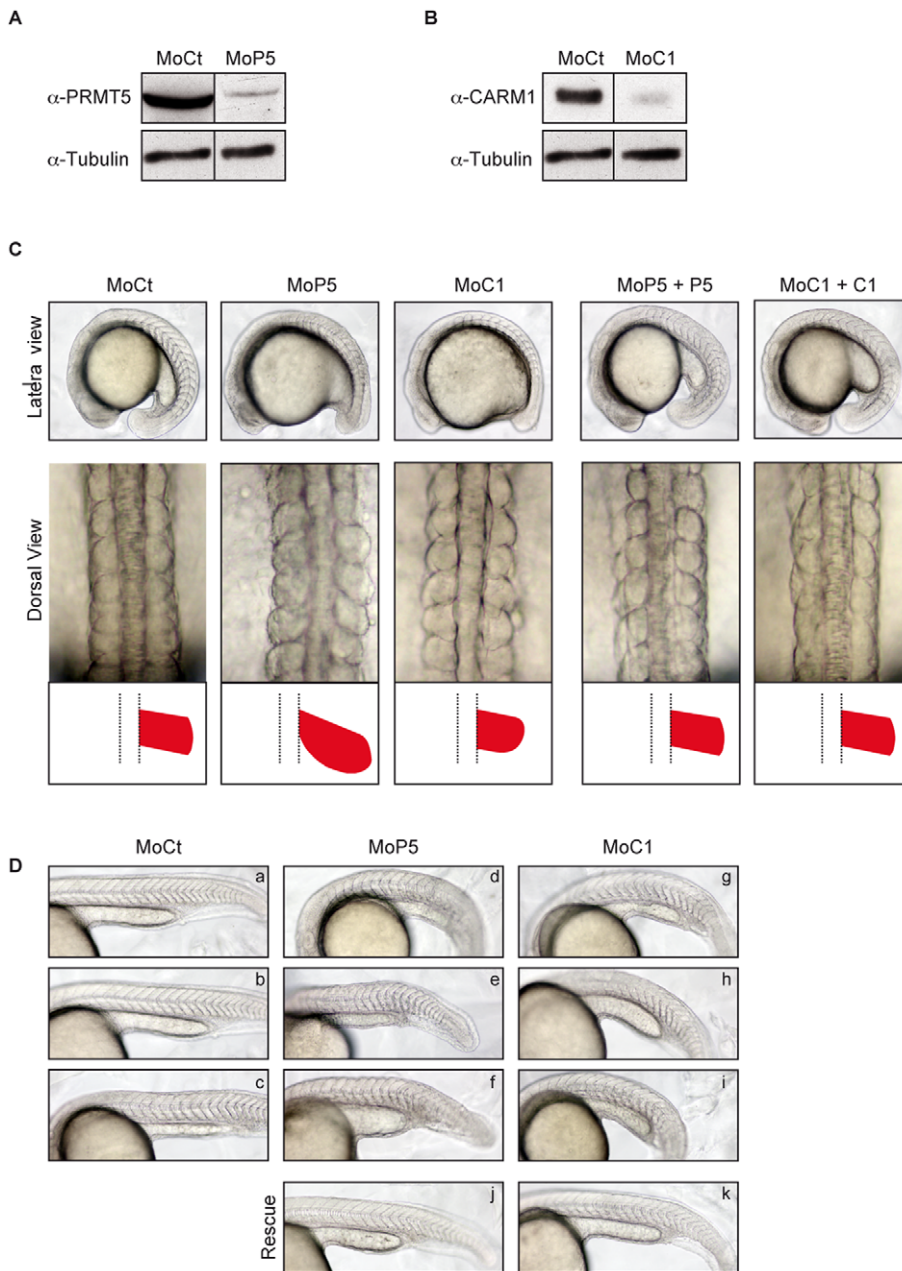 A
MoCt MoP5
α-PRMT5
α-Tubulin
B
MoCt MoC1
α-CARM1
α-Tubulin
C
MoCt MoP5 MoC1 MoP5 + P5 MoC1 + C1
Latera view
Dorsal View
D
MoCt MoP5 MoC1
a d g
b e h
c f i
Rescue
j k